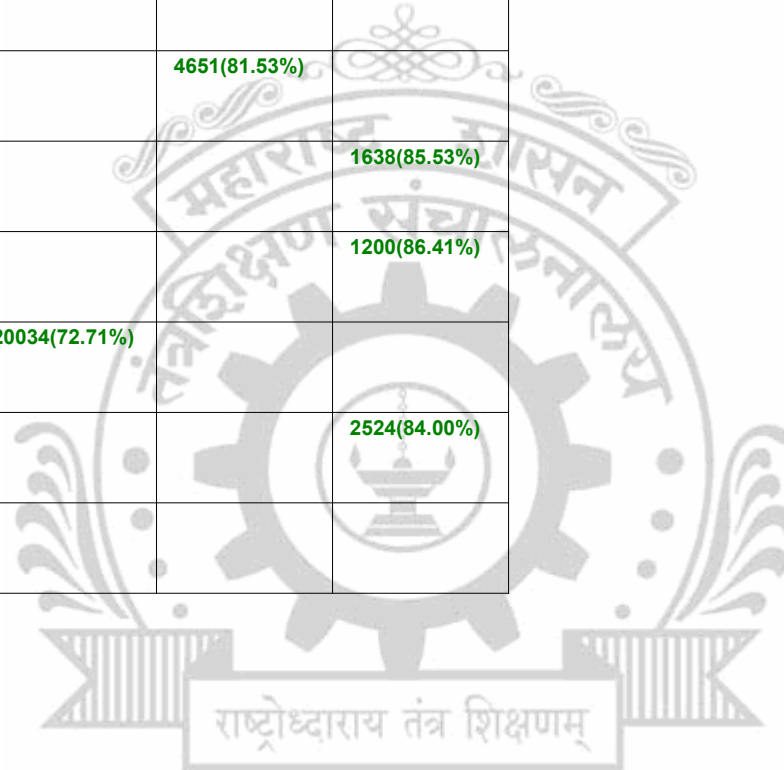 4651(81.53%)
महाराष्ट्र शासन
1638(85.53%)
तंत्रशिक्षण संचालनालय
1200(86.41%)
20034(72.71%)
2524(84.00%)
राष्ट्रोध्दाराय तंत्र शिक्षणम्